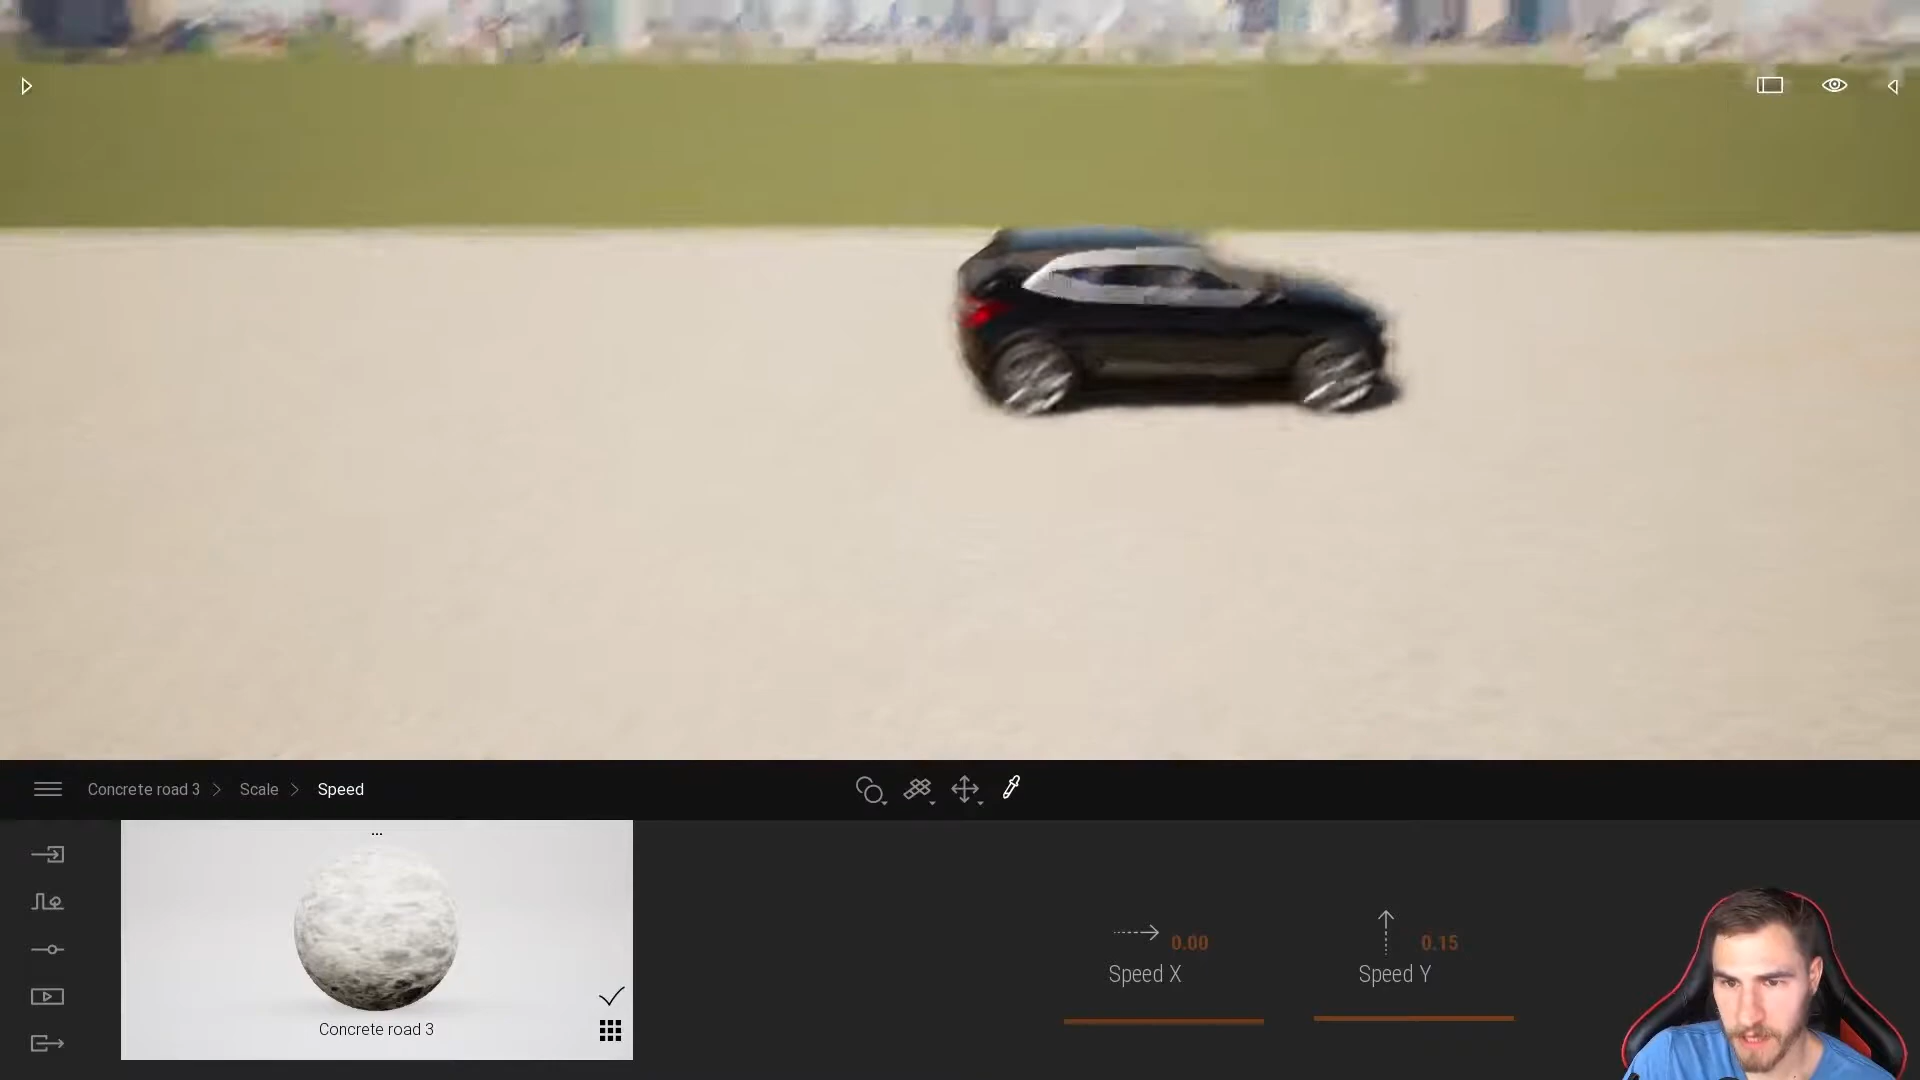 Concrete road 3 > Scale > Speed
...
Concrete road 3
0.00
Speed X
0.15
Speed Y